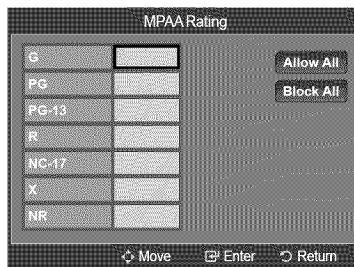 MPAA Rating
G
Allow All
PG
Block All
PG-13
R
NC-17
X
NR
Move Enter Return